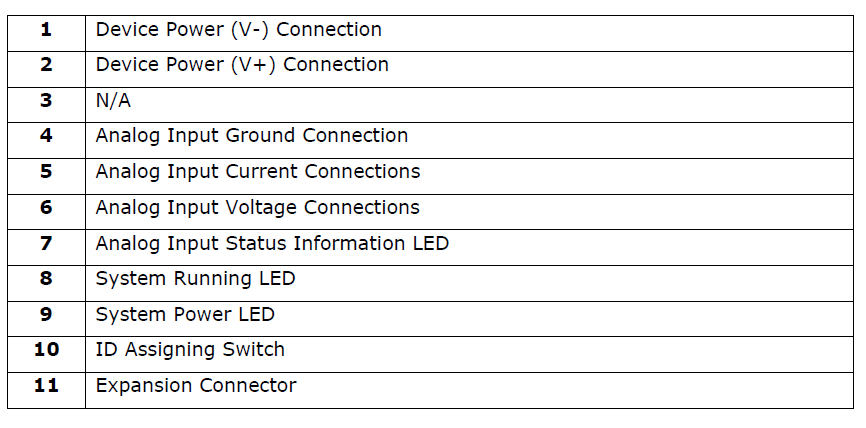 1 Device Power (V-) Connection
2 Device Power (V+) Connection
3 N/A
4 Analog Input Ground Connection
5 Analog Input Current Connections
6 Analog Input Voltage Connections
7 Analog Input Status Information LED
8 System Running LED
9 System Power LED
10 ID Assigning Switch
11 Expansion Connector